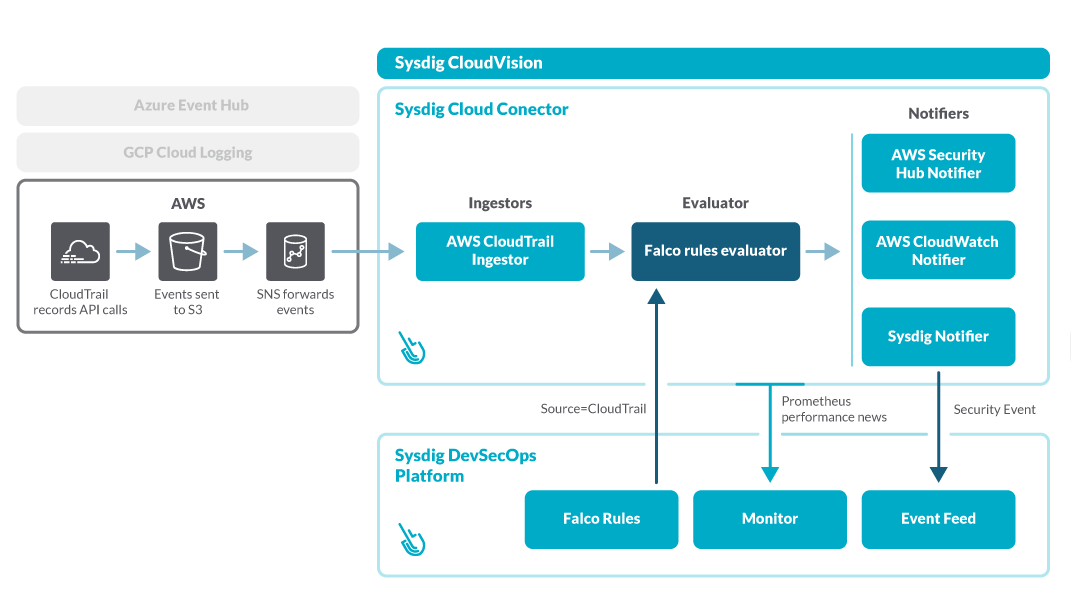 Sysdig CloudVision
Azure Event Hub
GCP Cloud Logging
AWS
CloudTrail
records API calls
Events sent
to S3
SNS forwards
events
Sysdig Cloud Conector
Ingestors
AWS CloudTrail
Ingestor
Evaluator
Falco rules evaluator
Notifiers
AWS Security
Hub Notifier
AWS CloudWatch
Notifier
Sysdig Notifier
Source=CloudTrail
Prometheus
performance news
Security Event
Sysdig DevSecOps
Platform
Falco Rules
Monitor
Event Feed